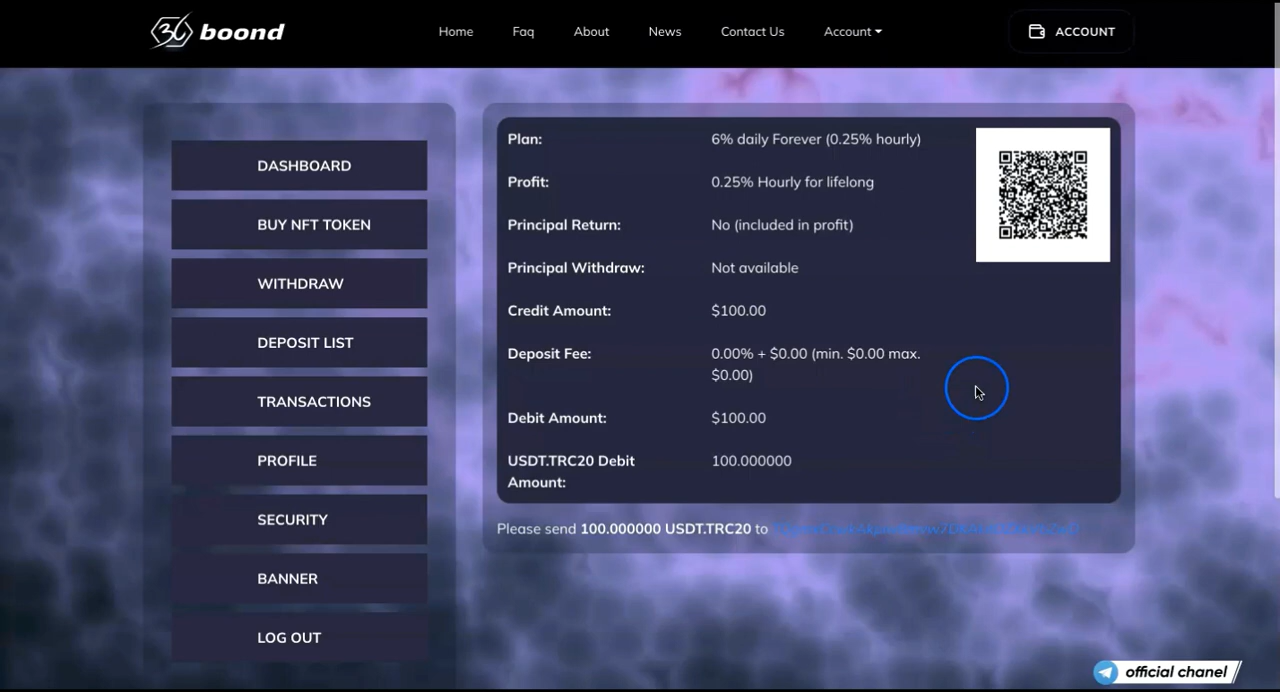 boond
Home Faq About News Contact Us Account ACCOUNT
DASHBOARD
BUY NFT TOKEN
WITHDRAW
DEPOSIT LIST
TRANSACTIONS
PROFILE
SECURITY
BANNER
LOG OUT
Plan: 6% daily Forever (0.25% hourly)
Profit: 0.25% Hourly for lifelong
Principal Return: No (included in profit)
Principal Withdraw: Not available
Credit Amount: $100.00
Deposit Fee: 0.00% + $0.00 (min. $0.00 max.
$0.00)
Debit Amount: $100.00
USDT.TRC20 Debit 100.000000
Amount:
Please send 100.000000 USDT.TRC20 to
official chanel